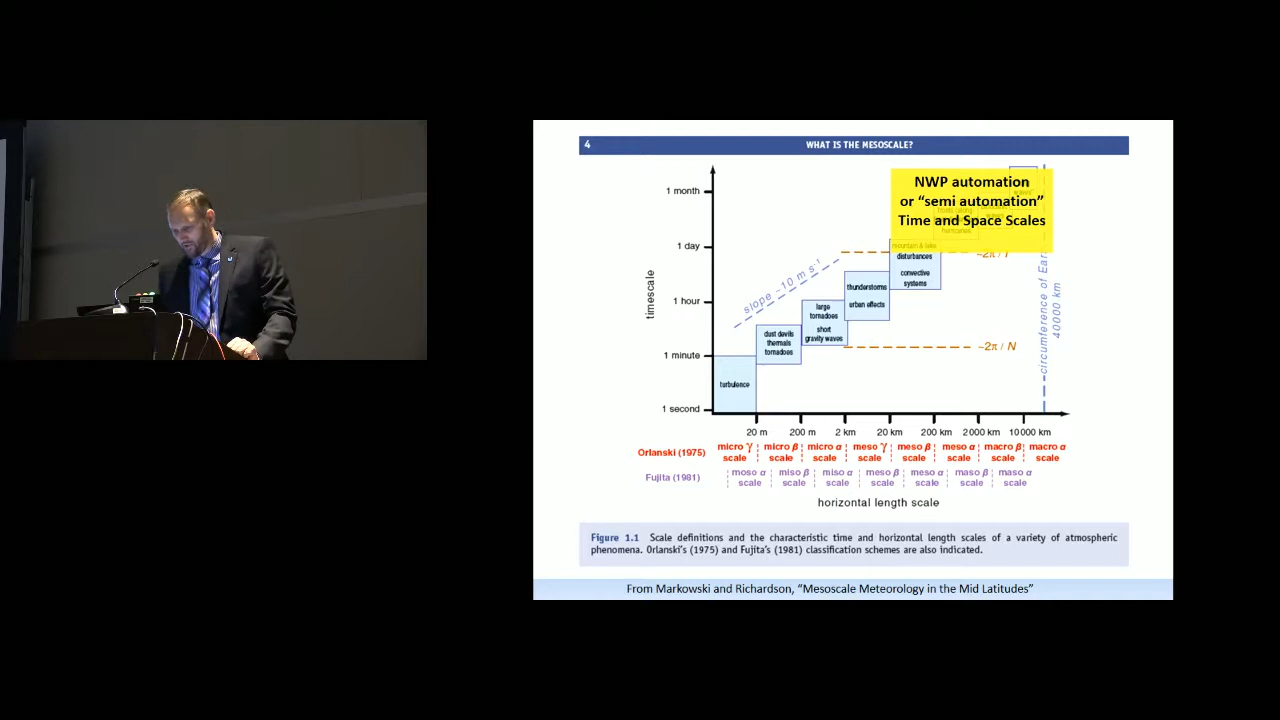 4 WHAT IS THE MESOSCALE?
NWP automation
or “semi automation”
Time and Space Scales
1 month
1 day
1 hour
1 minute
1 second
timescale
slope ~10 m s⁻¹
hurricanes
mountain & lake
disturbances
convective
systems
thunderstorms
urban effects
large
tornadoes
short
gravity waves
dust devils
thermals
tornadoes
turbulence
~2π / N
circumference of Ear
40000 km
20 m 200 m 2 km 20 km 200 km 2000 km 10000 km
Orlanski (1975) micro γ scale micro β scale micro α scale meso γ scale meso β scale meso α scale macro β scale macro α scale
Fujita (1981) moso α scale miso β scale miso α scale meso β scale meso α scale maso β scale maso α scale
horizontal length scale
Figure 1.1 Scale definitions and the characteristic time and horizontal length scales of a variety of atmospheric
phenomena. Orlanski's (1975) and Fujita's (1981) classification schemes are also indicated.
From Markowski and Richardson, “Mesoscale Meteorology in the Mid Latitudes”